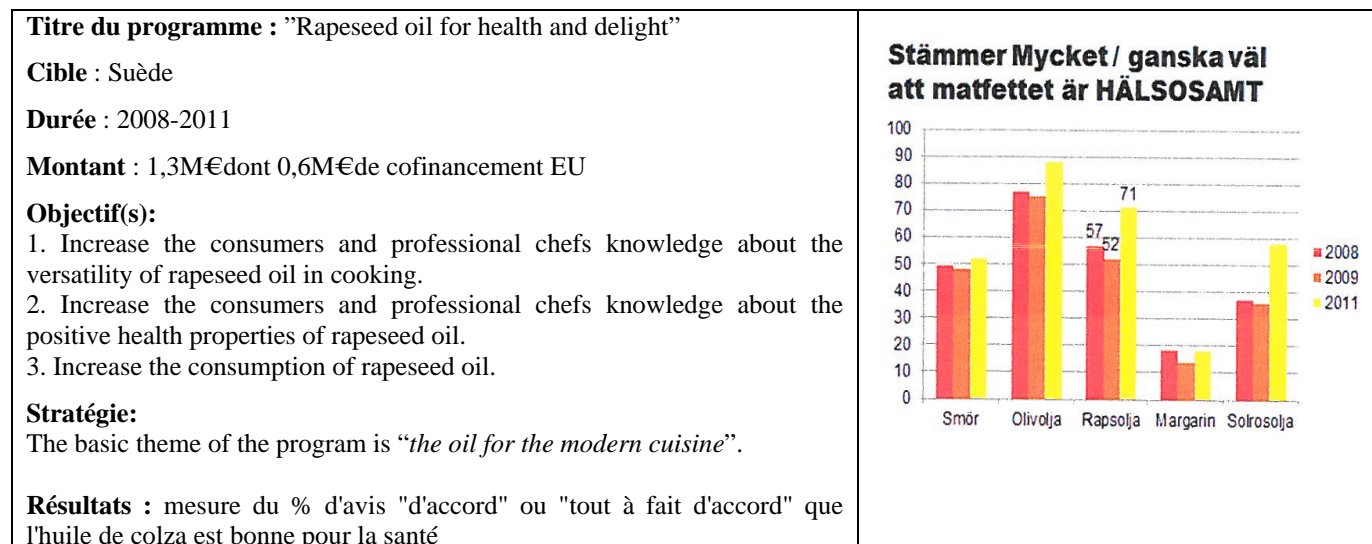 Titre du programme : ”Rapeseed oil for health and delight”
Cible : Suède
Durée : 2008-2011
Montant : 1,3M€dont 0,6M€de cofinancement EU
Objectif(s):
1. Increase the consumers and professional chefs knowledge about the
versatility of rapeseed oil in cooking.
2. Increase the consumers and professional chefs knowledge about the
positive health properties of rapeseed oil.
3. Increase the consumption of rapeseed oil.
Stratégie:
The basic theme of the program is “the oil for the modern cuisine”.
Résultats : mesure du % d'avis "d'accord" ou "tout à fait d'accord" que
l'huile de colza est bonne pour la santé
Stämmer Mycket / ganska väl
att matfettet är HÄLSOSAMT
100
90
80
70
60
50
40
30
20
10
0
57
52
71
Smör Olivolja Rapsolja Margarin Solrosolja
2008
2009
2011